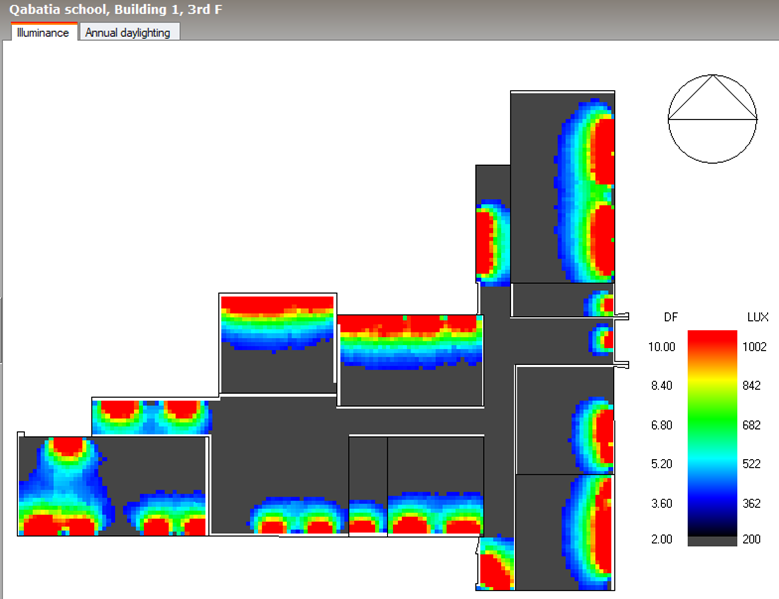 Qabatia school, Building 1, 3rd F
Illuminance Annual daylighting
DF LUX
10.00 1002
8.40 842
6.80 682
5.20 522
3.60 362
2.00 200